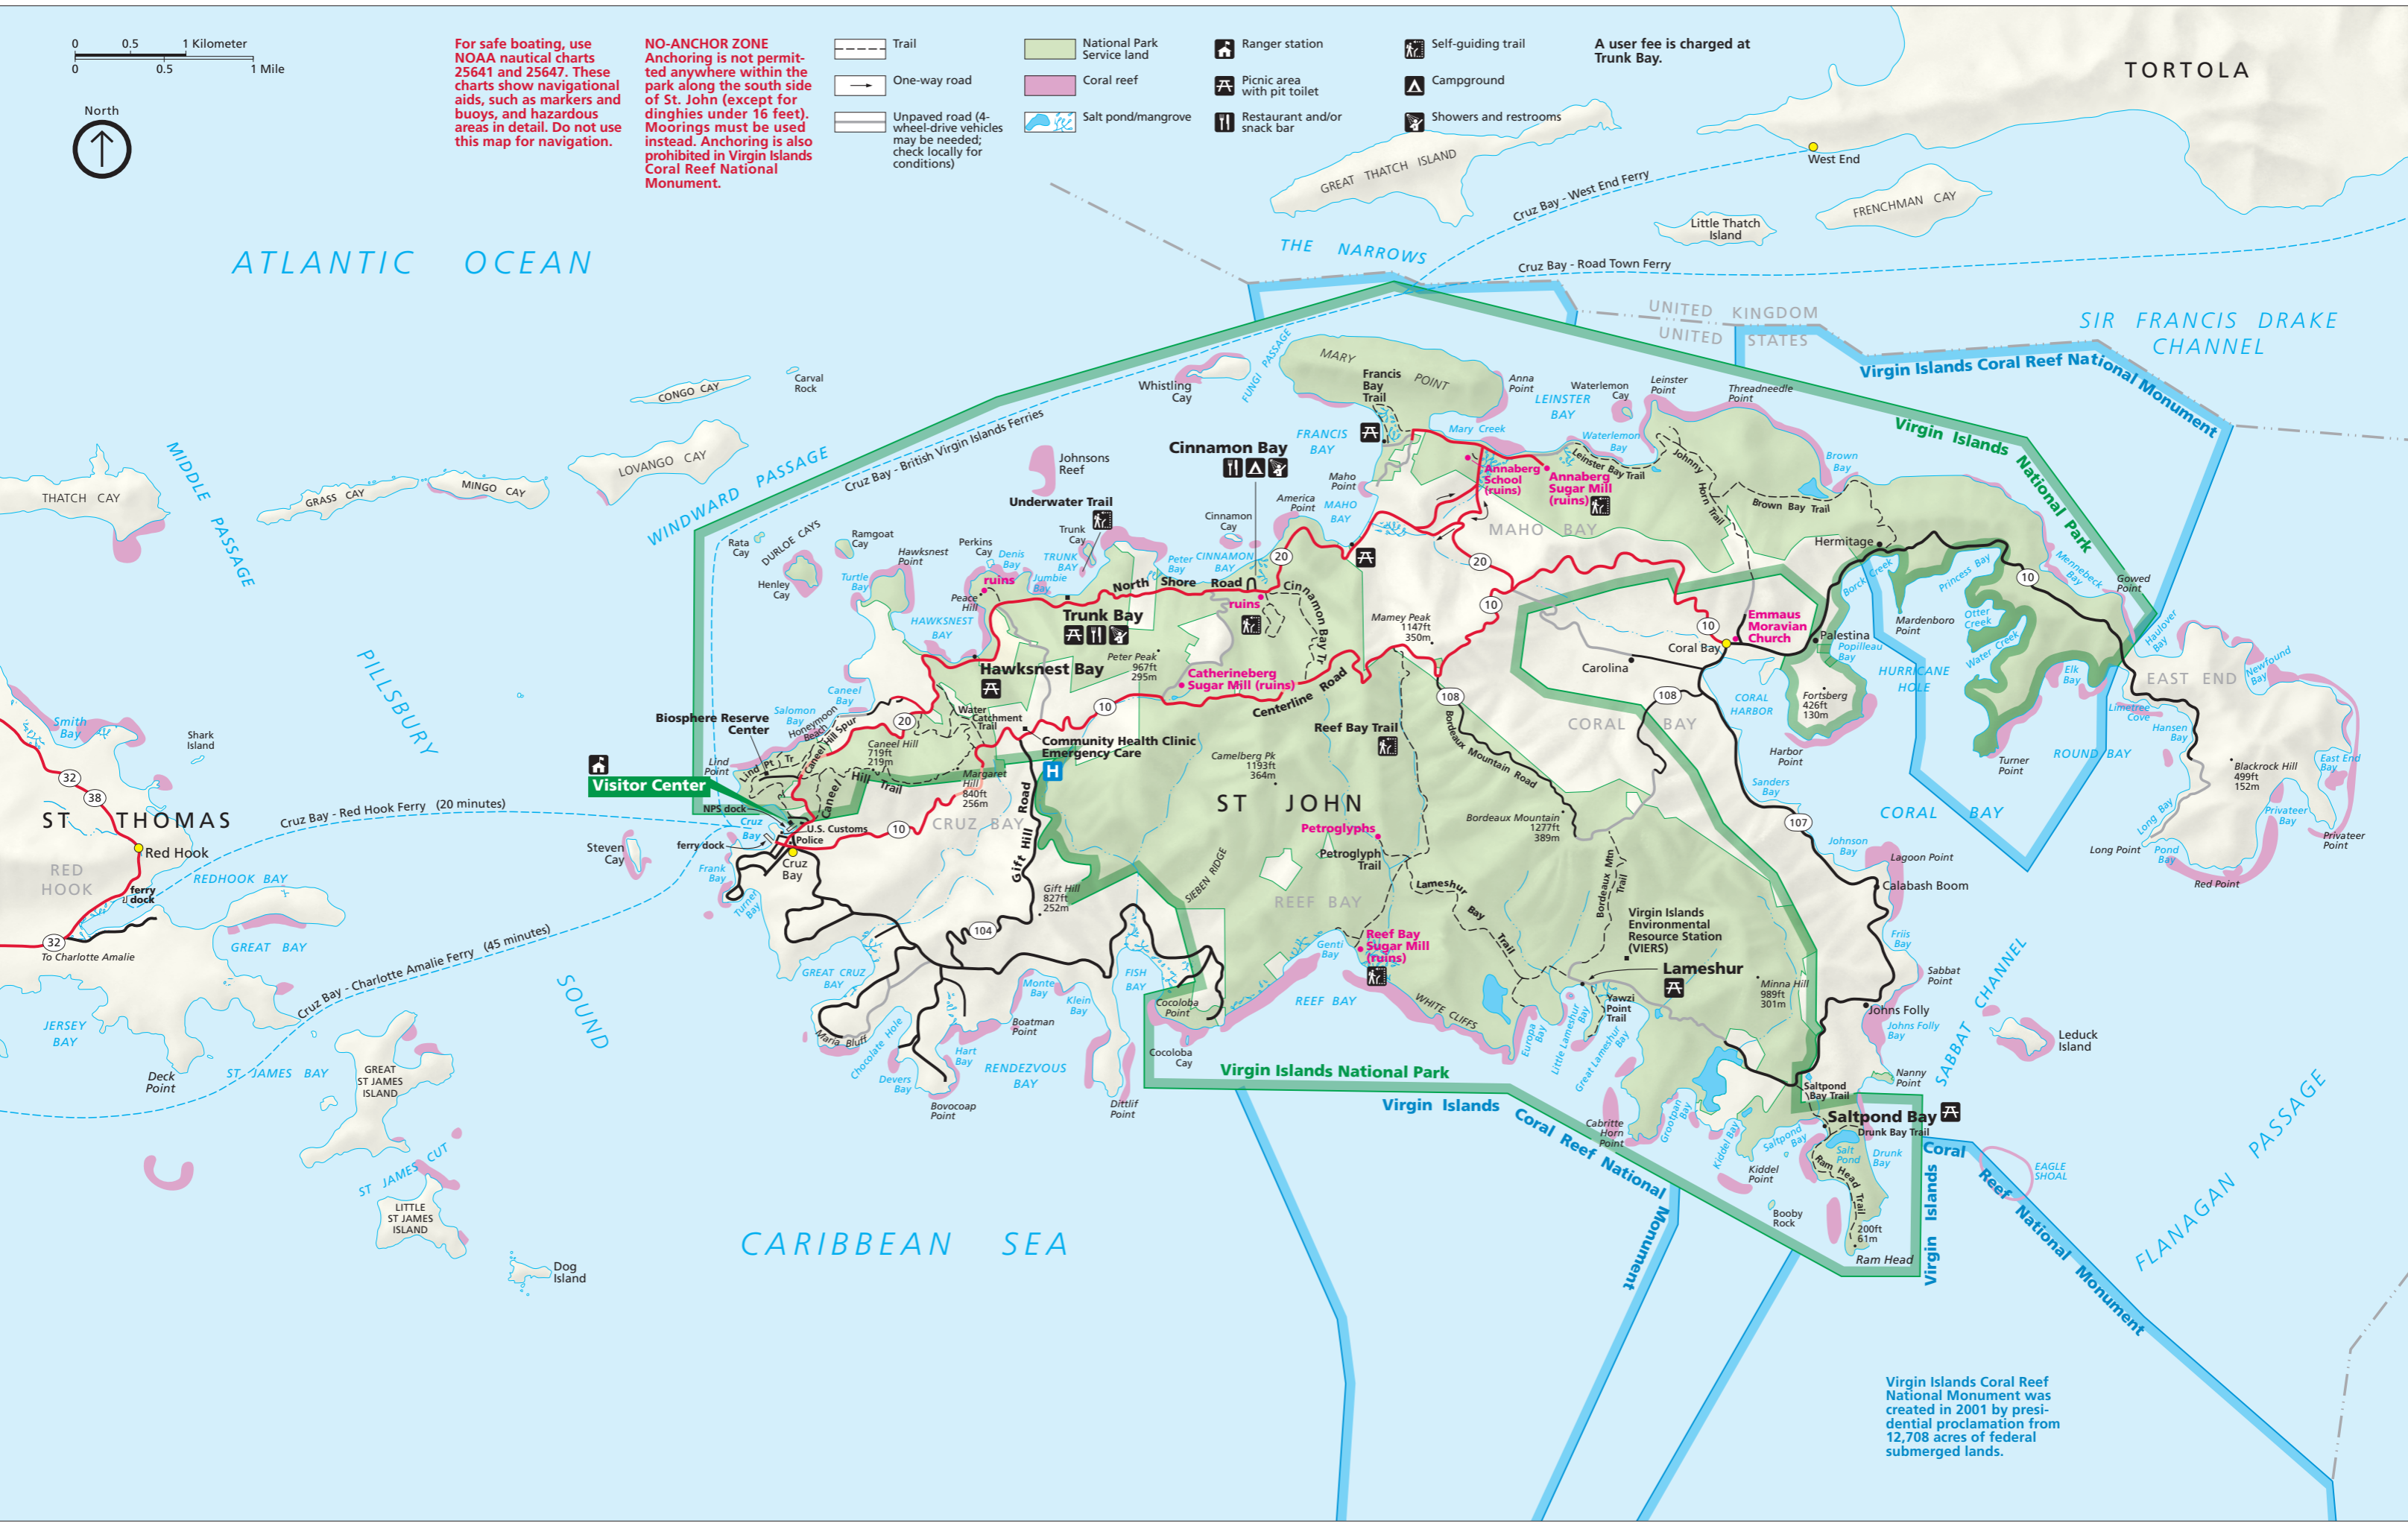 0 0.5 1 Kilometer
0 0.5 1 Mile
North
For safe boating, use
NOAA nautical charts
25641 and 25647. These
charts show navigational
aids, such as markers and
buoys, and hazardous
areas in detail. Do not use
this map for navigation.
NO-ANCHOR ZONE
Anchoring is not permit-
ted anywhere within the
park along the south side
of St. John (except for
dinghies under 16 feet).
Moorings must be used
instead. Anchoring is also
prohibited in Virgin Islands
Coral Reef National
Monument.
Trail
One-way road
Unpaved road (4-
wheel-drive vehicles
may be needed;
check locally for
conditions)
National Park
Service land
Coral reef
Salt pond/mangrove
Ranger station
Picnic area
with pit toilet
Restaurant and/or
snack bar
Self-guiding trail
Campground
Showers and restrooms
A user fee is charged at
Trunk Bay.
TORTOLA
West End
GREAT THATCH ISLAND
FRENCHMAN CAY
Little Thatch
Island
Cruz Bay - West End Ferry
Cruz Bay - Road Town Ferry
THE NARROWS
ATLANTIC OCEAN
UNITED KINGDOM
UNITED STATES
SIR FRANCIS DRAKE
CHANNEL
Virgin Islands Coral Reef National Monument
Virgin Islands National Park
Carval
Rock
CONGO CAY
LOVANGO CAY
MINGO CAY
GRASS CAY
THATCH CAY
MIDDLE PASSAGE
WINDWARD PASSAGE
Cruz Bay - British Virgin Islands Ferries
Whistling
Cay
FUNGI PASSAGE
MARY POINT
Francis
Bay
Trail
Anna
Point
LEINSTER
BAY
Waterlemon
Cay
Leinster
Point
Threadneedle
Point
Waterlemon
Bay
Mary Creek
FRANCIS
BAY
Cinnamon Bay
Johnsons
Reef
Underwater Trail
Maho
Point
America
Point
MAHO
BAY
Annaberg
School
(ruins)
Annaberg
Sugar Mill
(ruins)
Leinster Bay Trail
Johnny
Horn Trail
Brown
Bay
Brown Bay Trail
MAHO BAY
Cinnamon
Cay
Trunk
Cay
TRUNK
BAY
Peter
Bay
CINNAMON
BAY
20
Rata
Cay
DURLOE CAYS
Henley
Cay
Ramgoat
Cay
Hawksnest
Point
Perkins
Cay
Denis
Bay
Jumbie
Bay
ruins
Peace
Hill
Turtle
Bay
HAWKSNEST
BAY
North Shore Road
ruins
Cinnamon Bay Tr
20
Hermitage
Borck Creek
Princess Bay
10
Mennebeck
Bay
Gowed
Point
Haulover
Bay
Trunk Bay
Peter Peak
967ft
295m
Mamey Peak
1147ft
350m
10
10
Emmaus
Moravian
Church
Coral Bay
Carolina
Palestina
Popilleau
Bay
Mardenboro
Point
Otter
Creek
Water Creek
HURRICANE
HOLE
Elk
Bay
EAST END
Newfound
Bay
Hawksnest Bay
Catherineberg
Sugar Mill (ruins)
Centerline Road
10
108
108
CORAL BAY
CORAL
HARBOR
Fortsberg
426ft
130m
Harbor
Point
Limetree
Cove
Hansen
Bay
ROUND BAY
Turner
Point
Blackrock Hill
499ft
152m
East End
Bay
Privateer
Bay
Privateer
Point
Long Bay
Long Point
Pond
Bay
Red Point
Caneel
Bay
Salomon
Bay
Honeymoon
Beach
Caneel Hill Spur
20
Water
Catchment
Trail
Biosphere Reserve
Center
Lind
Point
Lind Pt Tr
Caneel Hill
719ft
219m
Caneel Hill Trail
Margaret
Hill
840ft
256m
Community Health Clinic
Emergency Care
H
Visitor Center
NPS dock
Cruz
Bay
U.S. Customs
Police
ferry dock
Cruz
Bay
10
CRUZ BAY
Gift Hill Road
Gift Hill
827ft
252m
Camelberg Pk
1193ft
364m
ST JOHN
Reef Bay Trail
Bordeaux Mountain Road
Bordeaux Mountain
1277ft
389m
Petroglyphs
Petroglyph
Trail
Lameshur Bay Trail
Bordeaux Mtn
Trail
SIEBEN RIDGE
REEF BAY
Sanders
Bay
CORAL BAY
107
Johnson
Bay
Lagoon Point
Calabash Boom
Friis
Bay
Sabbat
Point
Virgin Islands
Environmental
Resource Station
(VIERS)
Lameshur
Minna Hill
989ft
301m
Johns Folly
Johns Folly
Bay
SABBAT CHANNEL
Leduck
Island
Nanny
Point
PILLSBURY SOUND
Smith
Bay
Shark
Island
32
38
ST THOMAS
Red Hook
RED
HOOK
ferry
dock
32
To Charlotte Amalie
Cruz Bay - Red Hook Ferry (20 minutes)
Cruz Bay - Charlotte Amalie Ferry (45 minutes)
REDHOOK BAY
GREAT BAY
JERSEY
BAY
Deck
Point
ST JAMES BAY
GREAT
ST JAMES
ISLAND
ST JAMES CUT
LITTLE
ST JAMES
ISLAND
Dog
Island
Steven
Cay
Frank
Bay
Turner
Bay
104
GREAT CRUZ
BAY
Maria Bluff
Chocolate Hole
Devers
Bay
Hart
Bay
Bovocoap
Point
Monte
Bay
Boatman
Point
Klein
Bay
RENDEZVOUS
BAY
Dittlif
Point
FISH
BAY
Cocoloba
Point
Cocoloba
Cay
Genti
Bay
Reef Bay
Sugar Mill
(ruins)
REEF BAY
WHITE CLIFFS
Europa
Bay
Little Lameshur
Bay
Yawzi
Point
Trail
Great Lameshur
Bay
Virgin Islands National Park
Virgin Islands Coral Reef National Monument
Cabritte
Horn
Point
Grootpan
Bay
Kiddel Bay
Kiddel
Point
Saltpond
Bay
Saltpond
Bay Trail
Saltpond Bay
Drunk Bay Trail
Salt
Pond
Drunk
Bay
Ram Head Trail
Booby
Rock
200ft
61m
Ram Head
Virgin Islands
Coral Reef National Monument
EAGLE
SHOAL
FLANAGAN PASSAGE
CARIBBEAN SEA
Virgin Islands Coral Reef
National Monument was
created in 2001 by presi-
dential proclamation from
12,708 acres of federal
submerged lands.